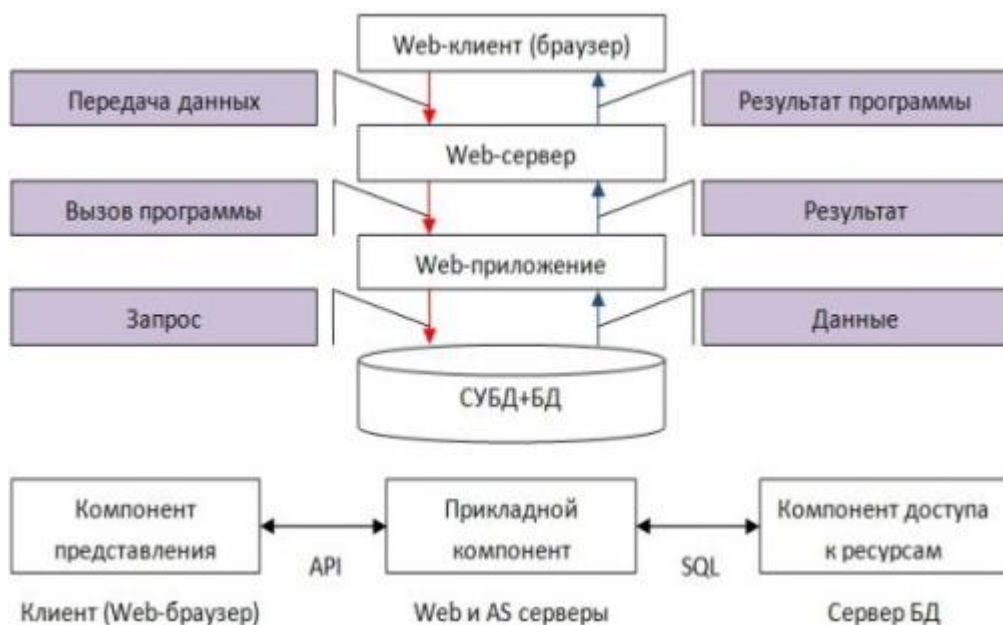 Web-клиент (браузер)
Передача данных
Результат программы
Web-сервер
Вызов программы
Результат
Web-приложение
Запрос
Данные
СУБД+БД
Компонент
представления
API
Прикладной
компонент
SQL
Компонент доступа
к ресурсам
Клиент (Web-браузер)
Web и AS серверы
Сервер БД